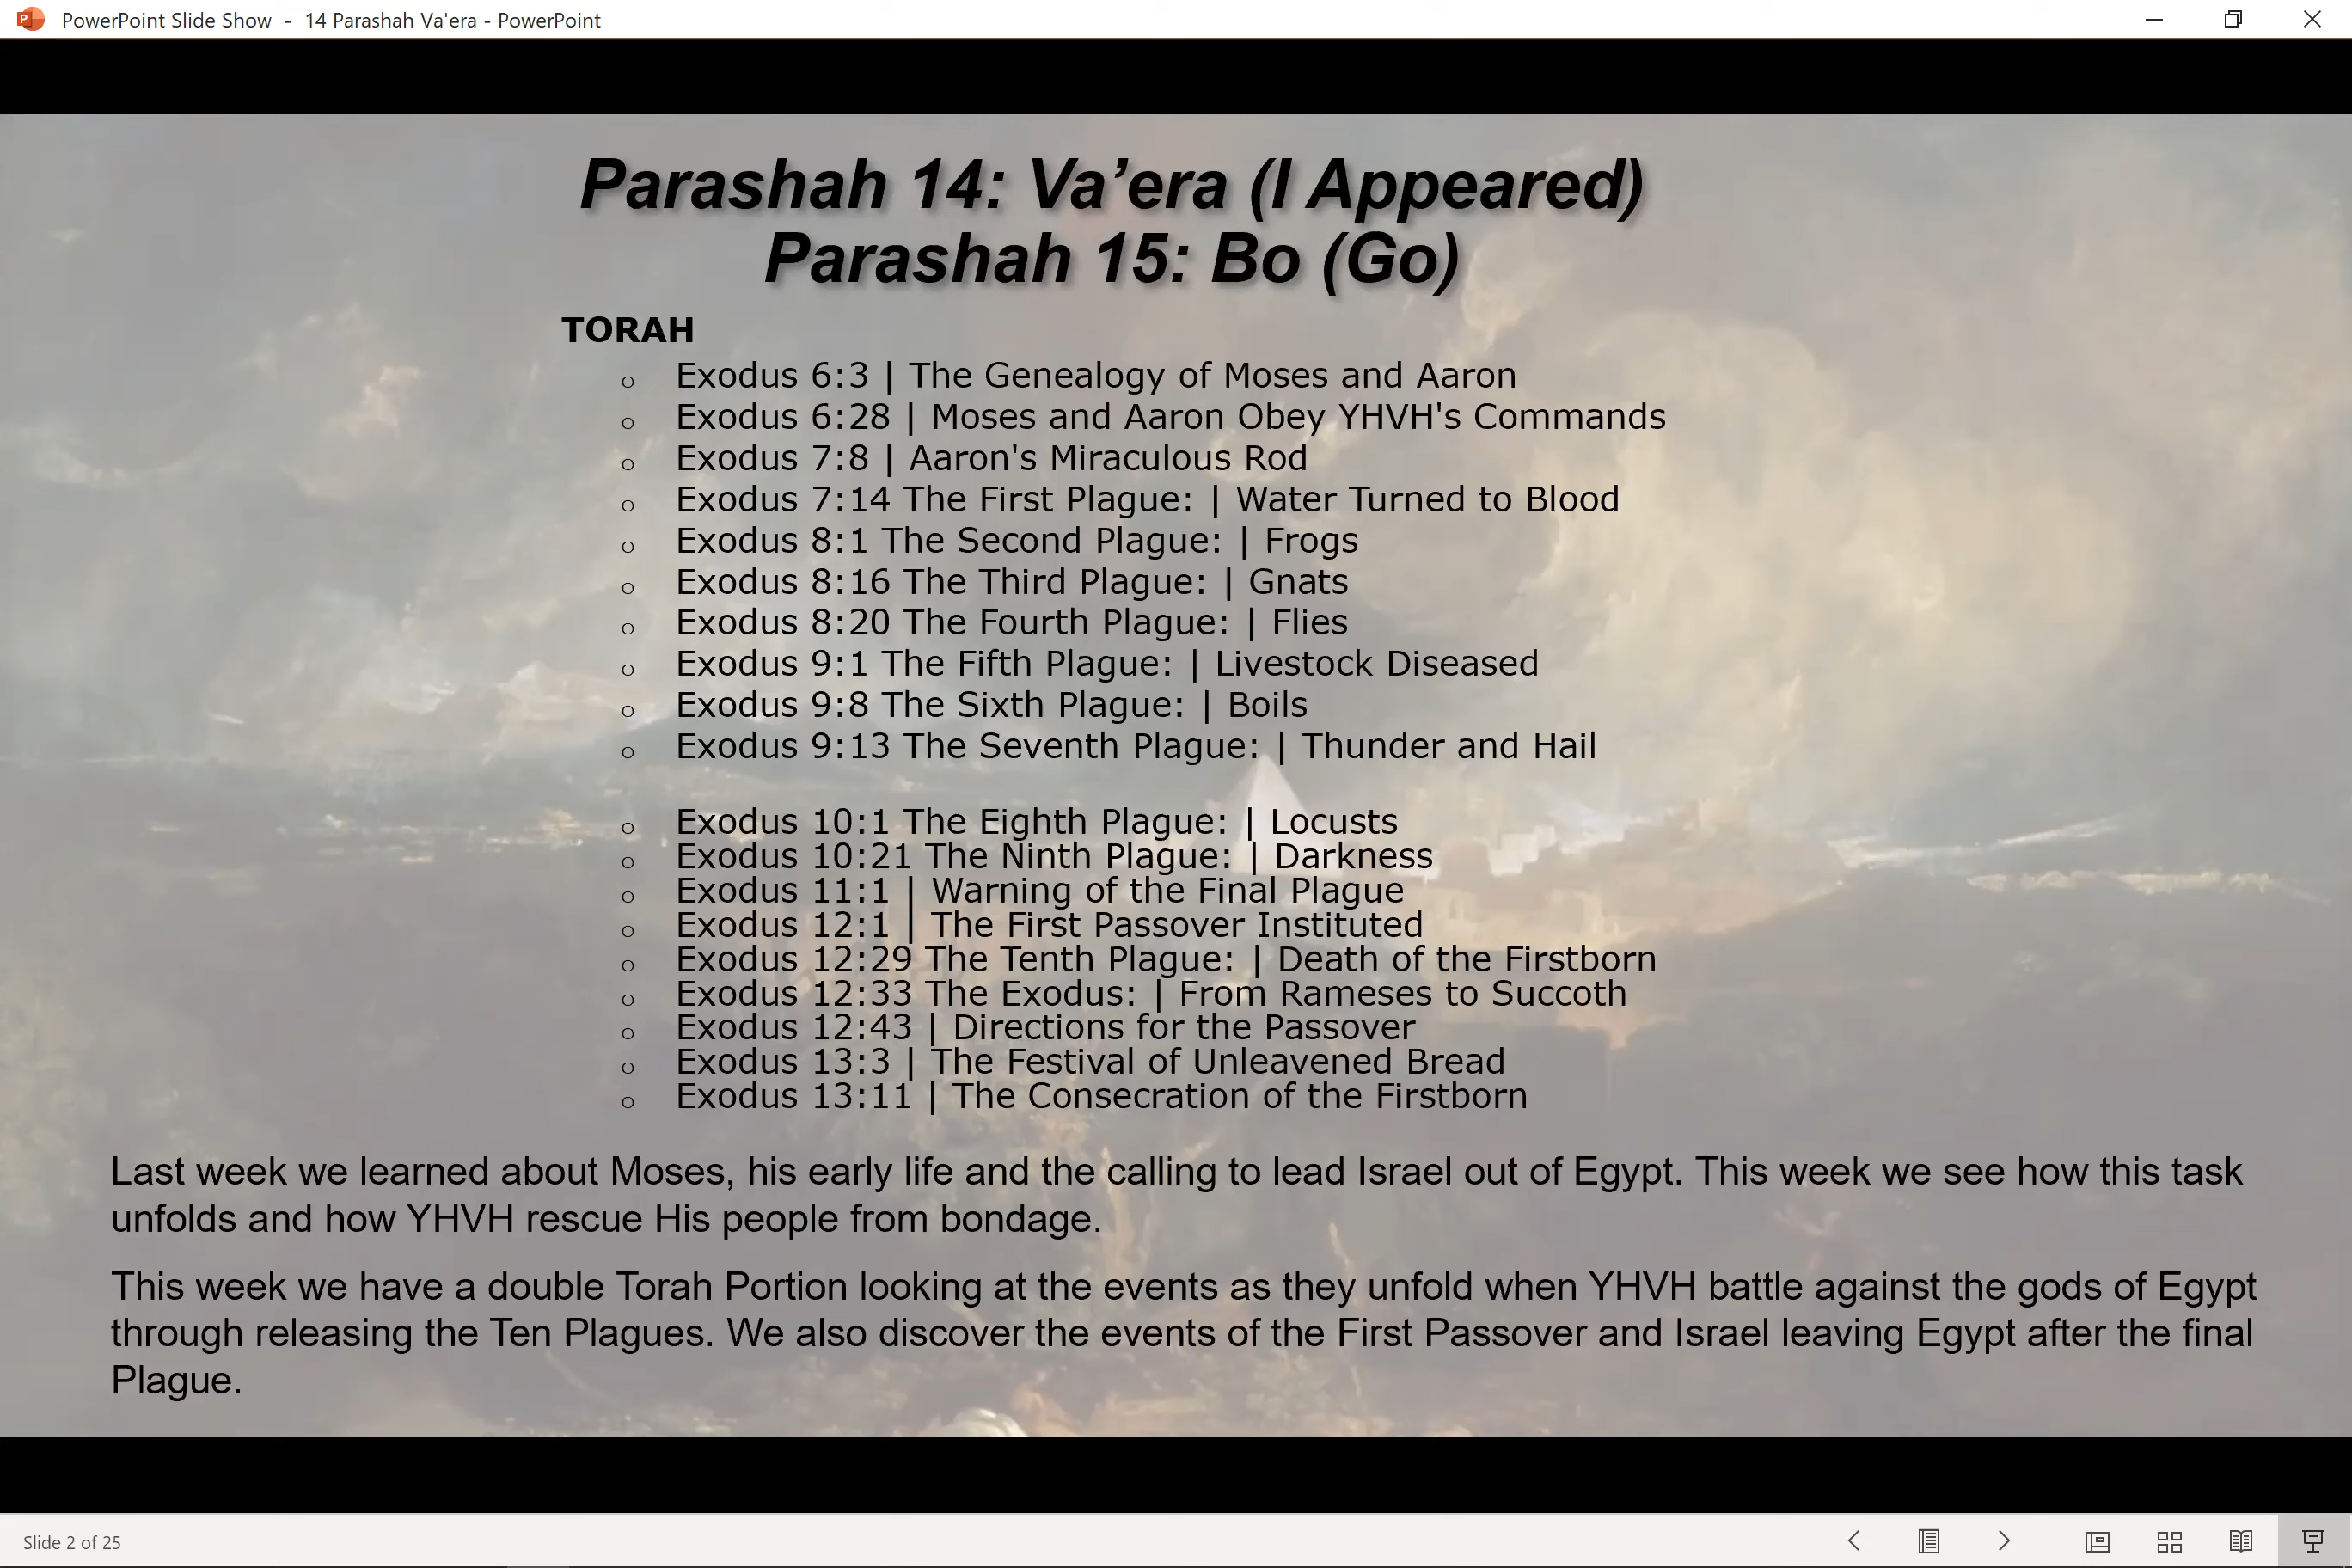 PowerPoint Slide Show - 14 Parashah Va'era - PowerPoint
Parashah 14: Va’era (I Appeared)
Parashah 15: Bo (Go)
TORAH
o Exodus 6:3 | The Genealogy of Moses and Aaron
o Exodus 6:28 | Moses and Aaron Obey YHVH's Commands
o Exodus 7:8 | Aaron's Miraculous Rod
o Exodus 7:14 The First Plague: | Water Turned to Blood
o Exodus 8:1 The Second Plague: | Frogs
o Exodus 8:16 The Third Plague: | Gnats
o Exodus 8:20 The Fourth Plague: | Flies
o Exodus 9:1 The Fifth Plague: | Livestock Diseased
o Exodus 9:8 The Sixth Plague: | Boils
o Exodus 9:13 The Seventh Plague: | Thunder and Hail
o Exodus 10:1 The Eighth Plague: | Locusts
o Exodus 10:21 The Ninth Plague: | Darkness
o Exodus 11:1 | Warning of the Final Plague
o Exodus 12:1 | The First Passover Instituted
o Exodus 12:29 The Tenth Plague: | Death of the Firstborn
o Exodus 12:33 The Exodus: | From Rameses to Succoth
o Exodus 12:43 | Directions for the Passover
o Exodus 13:3 | The Festival of Unleavened Bread
o Exodus 13:11 | The Consecration of the Firstborn
Last week we learned about Moses, his early life and the calling to lead Israel out of Egypt. This week we see how this task
unfolds and how YHVH rescue His people from bondage.
This week we have a double Torah Portion looking at the events as they unfold when YHVH battle against the gods of Egypt
through releasing the Ten Plagues. We also discover the events of the First Passover and Israel leaving Egypt after the final
Plague.
Slide 2 of 25